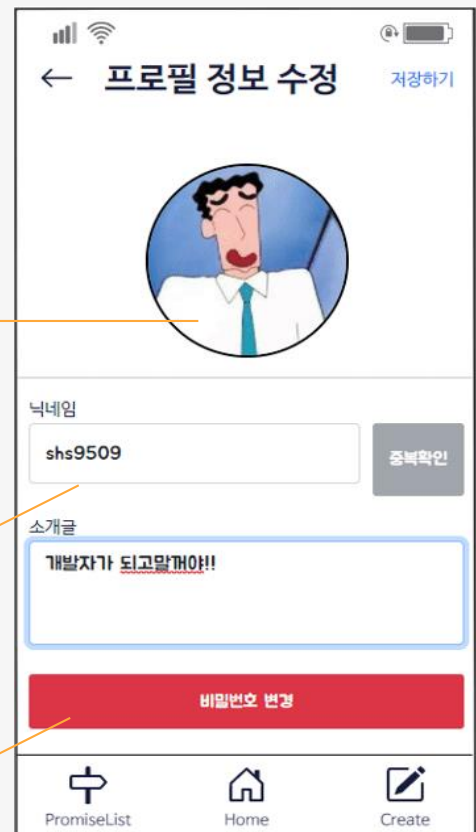 프로필 정보 수정
저장하기
닉네임
shs9509
중복확인
소개글
개발자가 되고말꺼야!!
비밀번호 변경
PromiseList
Home
Create